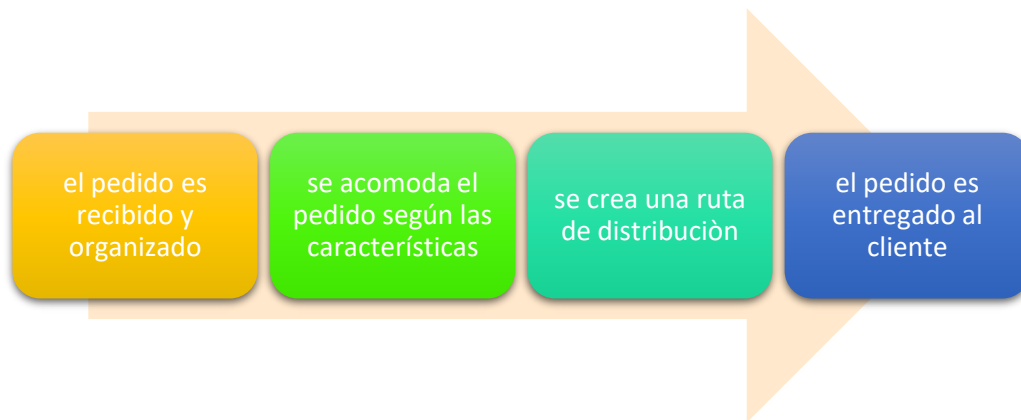 el pedido es
recibido y
organizado
se acomoda el
pedido según las
características
se crea una ruta
de distribuciòn
el pedido es
entregado al
cliente